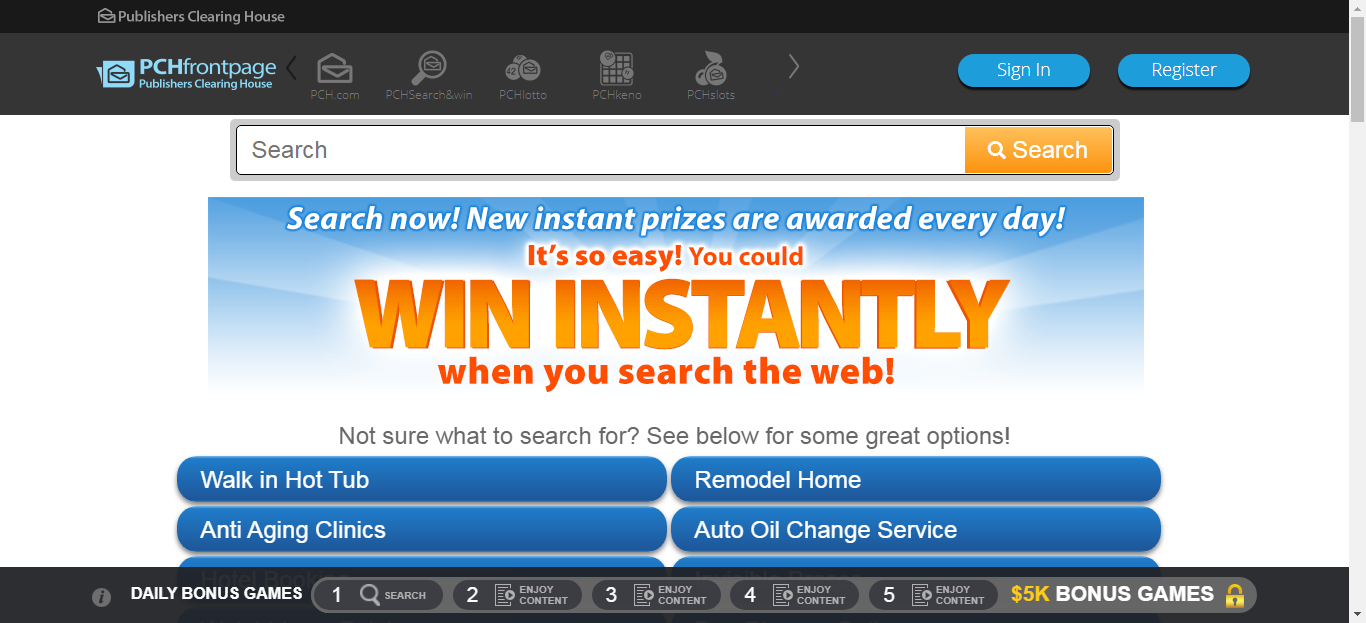 Publishers Clearing House
PCHfrontpage
Publishers Clearing House
PCH.com
PCHSearch&win
PCHlotto
PCHkeno
PCHslots
Sign In
Register
Search
Search
Search now! New instant prizes are awarded every day!
It's so easy! You could
WIN INSTANTLY
when you search the web!
Not sure what to search for? See below for some great options!
Walk in Hot Tub
Remodel Home
Anti Aging Clinics
Auto Oil Change Service
DAILY BONUS GAMES
1 SEARCH
2 ENJOY CONTENT
3 ENJOY CONTENT
4 ENJOY CONTENT
5 ENJOY CONTENT
$5K BONUS GAMES